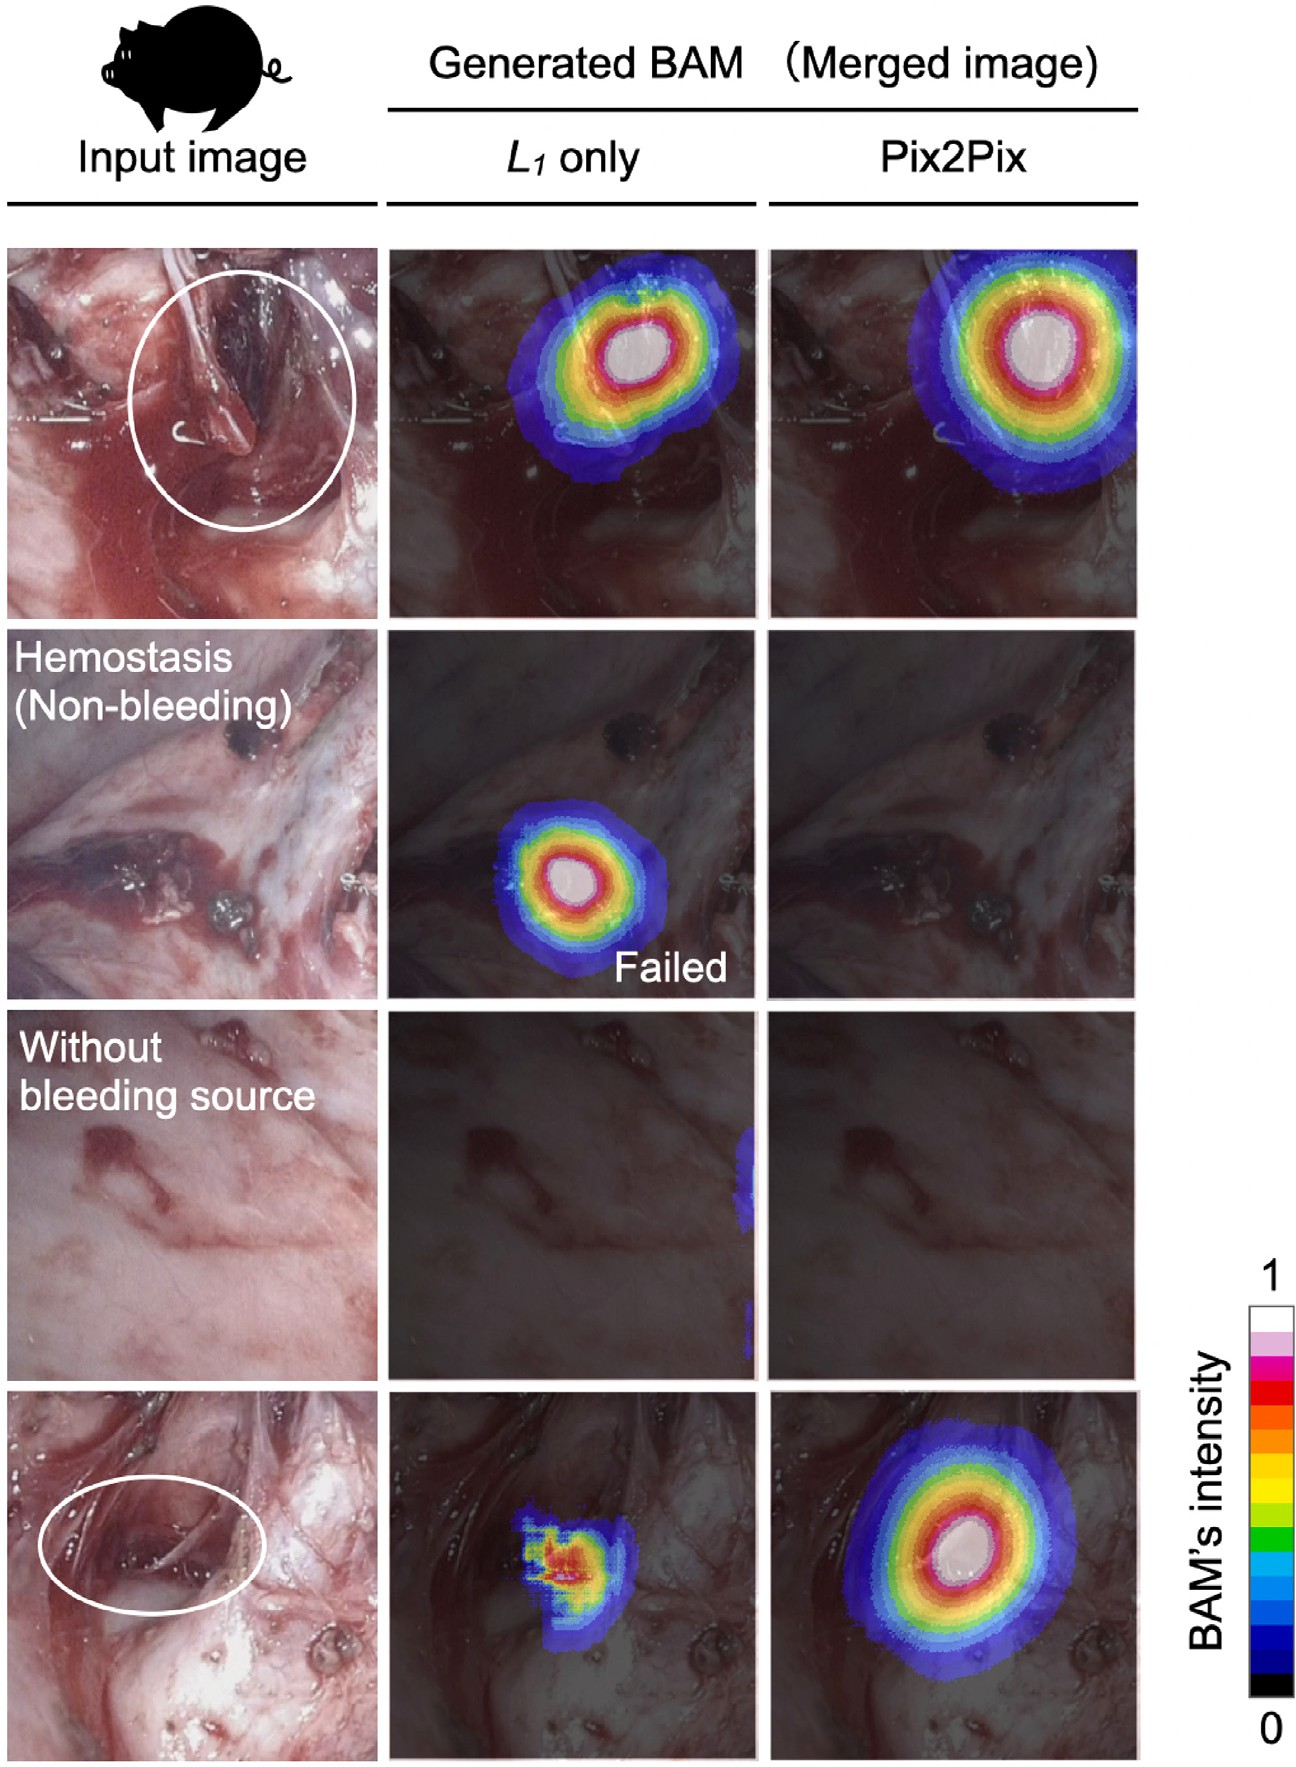 Generated BAM （Merged image)
Input image
L1 only
Pix2Pix
Hemostasis
(Non-bleeding)
Failed
Without
bleeding source
1
BAM's intensity
0